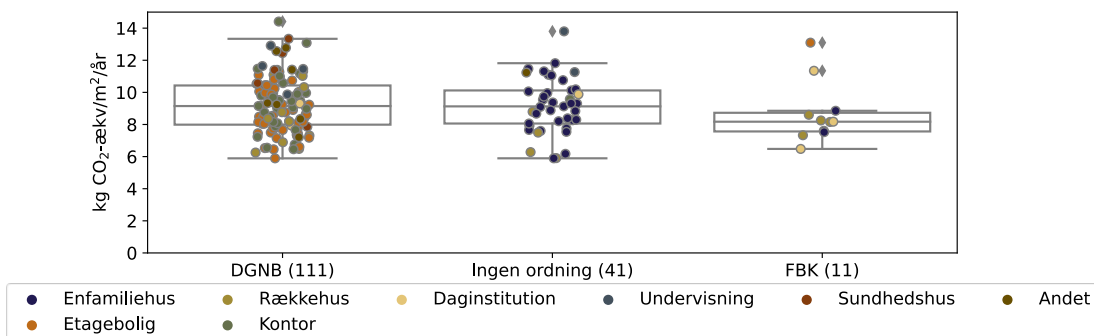 kg CO₂-ækv/m²/år
14
12
10
8
6
4
2
0
DGNB (111) Ingen ordning (41) FBK (11)
Enfamiliehus Rækkehus Daginstitution Undervisning Sundhedshus Andet
Etagebolig Kontor